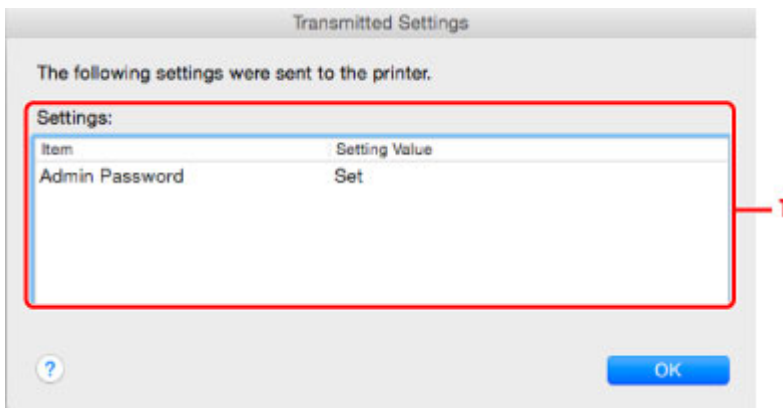 Transmitted Settings
The following settings were sent to the printer.
Settings:
Item Setting Value
Admin Password Set
1
? OK